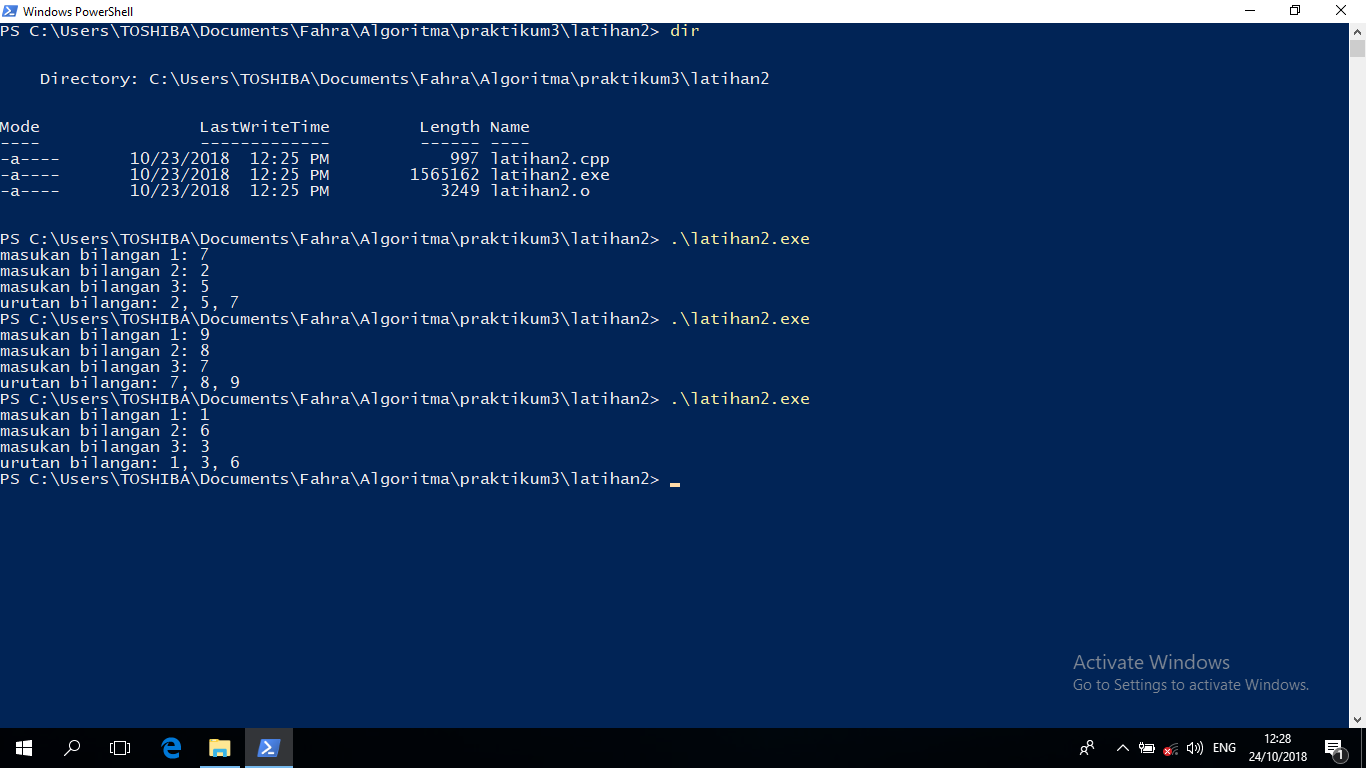 Windows PowerShell
PS C:\Users\TOSHIBA\Documents\Fahra\Algoritma\praktikum3\latihan2> dir
Directory: C:\Users\TOSHIBA\Documents\Fahra\Algoritma\praktikum3\latihan2
Mode LastWriteTime Length Name
---- ------------- ------ ----
-a---- 10/23/2018 12:25 PM 997 latihan2.cpp
-a---- 10/23/2018 12:25 PM 1565162 latihan2.exe
-a---- 10/23/2018 12:25 PM 3249 latihan2.o
PS C:\Users\TOSHIBA\Documents\Fahra\Algoritma\praktikum3\latihan2> .\latihan2.exe
masukan bilangan 1: 7
masukan bilangan 2: 2
masukan bilangan 3: 5
urutan bilangan: 2, 5, 7
PS C:\Users\TOSHIBA\Documents\Fahra\Algoritma\praktikum3\latihan2> .\latihan2.exe
masukan bilangan 1: 9
masukan bilangan 2: 8
masukan bilangan 3: 7
urutan bilangan: 7, 8, 9
PS C:\Users\TOSHIBA\Documents\Fahra\Algoritma\praktikum3\latihan2> .\latihan2.exe
masukan bilangan 1: 1
masukan bilangan 2: 6
masukan bilangan 3: 3
urutan bilangan: 1, 3, 6
PS C:\Users\TOSHIBA\Documents\Fahra\Algoritma\praktikum3\latihan2> _
Activate Windows
Go to Settings to activate Windows.
ENG
12:28
24/10/2018
1